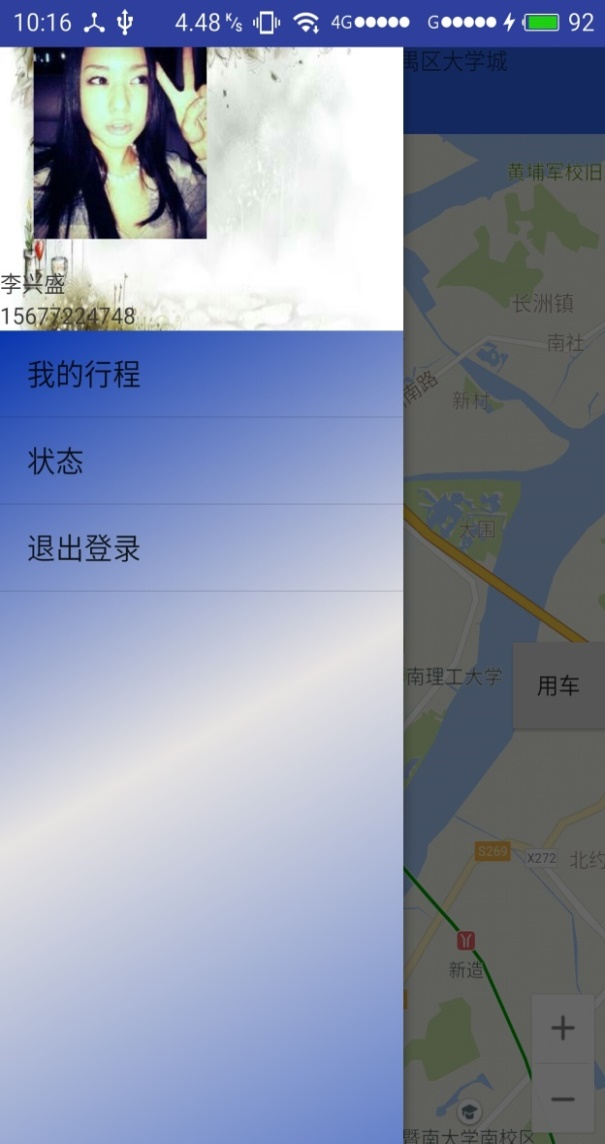 10:16 4.48 K/s 4G G 92
禺区大学城
李兴盛
15677224748
我的行程
状态
退出登录
黄埔军校旧
长洲镇
南社
南路
新村
大围
南理工大学
用车
S269
X272
北约
新造
+
−
暨南大学南校区